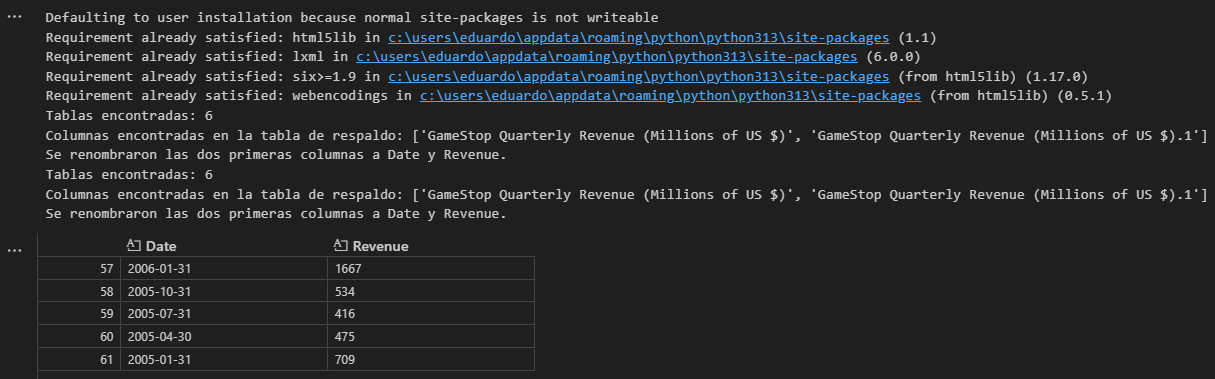 ... Defaulting to user installation because normal site-packages is not writeable
Requirement already satisfied: html5lib in c:\users\eduardo\appdata\roaming\python\python313\site-packages (1.1)
Requirement already satisfied: lxml in c:\users\eduardo\appdata\roaming\python\python313\site-packages (6.0.0)
Requirement already satisfied: six>=1.9 in c:\users\eduardo\appdata\roaming\python\python313\site-packages (from html5lib) (1.17.0)
Requirement already satisfied: webencodings in c:\users\eduardo\appdata\roaming\python\python313\site-packages (from html5lib) (0.5.1)
Tablas encontradas: 6
Columnas encontradas en la tabla de respaldo: ['GameStop Quarterly Revenue (Millions of US $)', 'GameStop Quarterly Revenue (Millions of US $).1']
Se renombraron las dos primeras columnas a Date y Revenue.
Tablas encontradas: 6
Columnas encontradas en la tabla de respaldo: ['GameStop Quarterly Revenue (Millions of US $)', 'GameStop Quarterly Revenue (Millions of US $).1']
Se renombraron las dos primeras columnas a Date y Revenue.
... Date Revenue
57 2006-01-31 1667
58 2005-10-31 534
59 2005-07-31 416
60 2005-04-30 475
61 2005-01-31 709